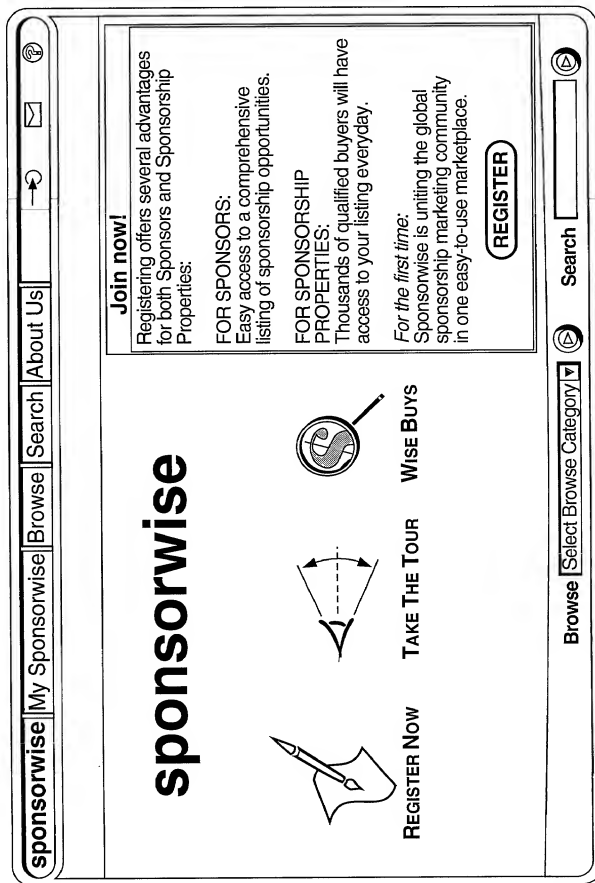 sponsorwise My Sponsorwise Browse Search About Us ?
sponsorwise
REGISTER NOW
TAKE THE TOUR
WISE BUYS
Join now!
Registering offers several advantages
for both Sponsors and Sponsorship
Properties:
FOR SPONSORS:
Easy access to a comprehensive
listing of sponsorship opportunities.
FOR SPONSORSHIP
PROPERTIES:
Thousands of qualified buyers will have
access to your listing everyday.
For the first time:
Sponsorwise is uniting the global
sponsorship marketing community
in one easy-to-use marketplace.
REGISTER
Browse Select Browse Category Search